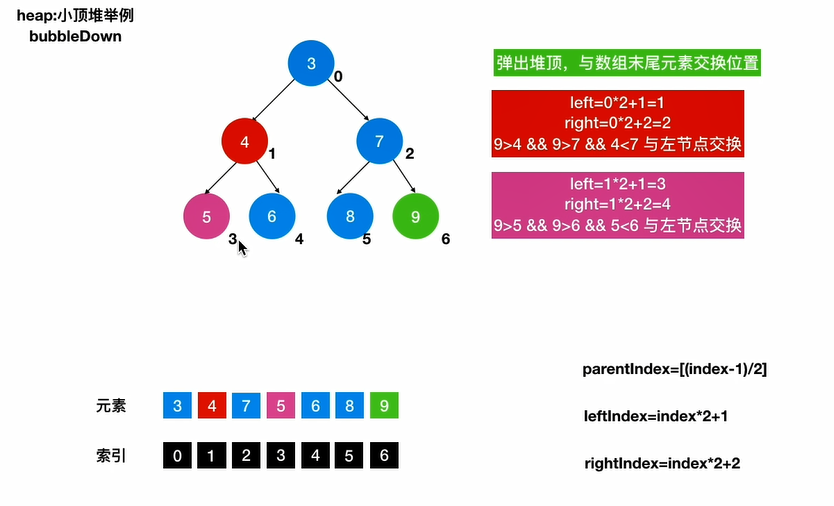 heap:小顶堆举例
bubbleDown
3
0
弹出堆顶，与数组末尾元素交换位置
left=0*2+1=1
right=0*2+2=2
9>4 && 9>7 && 4<7 与左节点交换
4
1
7
2
left=1*2+1=3
right=1*2+2=4
9>5 && 9>6 && 5<6 与左节点交换
5
3
6
4
8
5
9
6
parentIndex=[(index-1)/2]
元素 3 4 7 5 6 8 9
leftIndex=index*2+1
索引 0 1 2 3 4 5 6
rightIndex=index*2+2